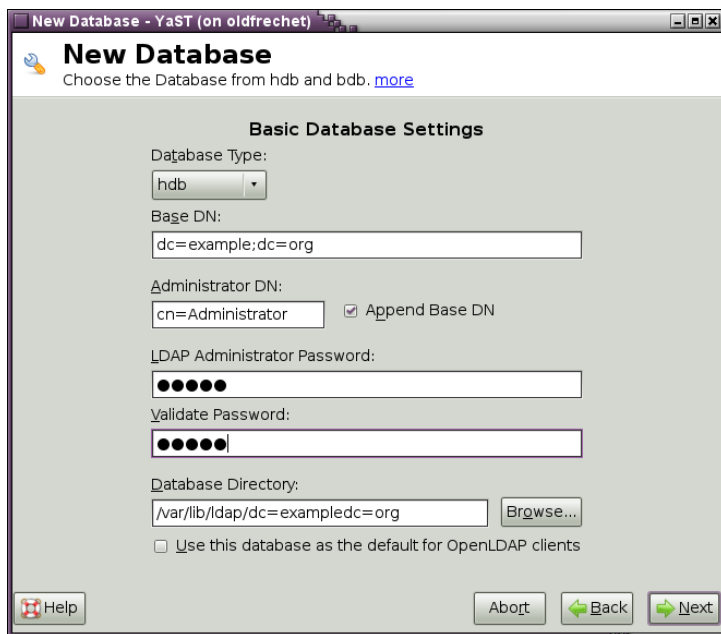 New Database - YaST (on oldfrechet)
New Database
Choose the Database from hdb and bdb. more
Basic Database Settings
Database Type:
hdb
Base DN:
dc=example;dc=org
Administrator DN:
cn=Administrator
Append Base DN
LDAP Administrator Password:
●●●●●
Validate Password:
●●●●●
Database Directory:
/var/lib/ldap/dc=exampledc=org
Browse...
Use this database as the default for OpenLDAP clients
Help
Abort
Back
Next